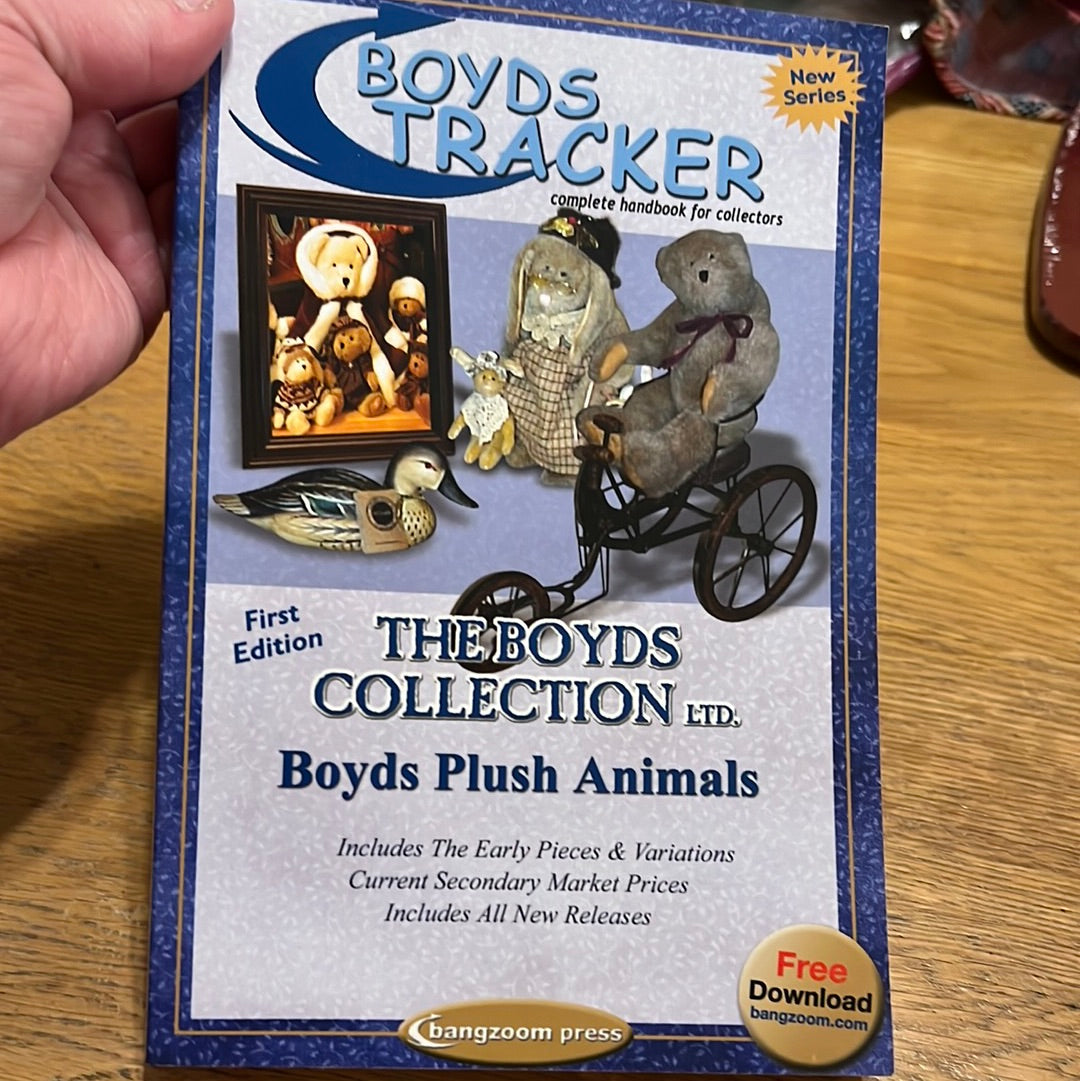 BOYDS
TRACKER
complete handbook for collectors
New
Series
First
Edition
THE BOYDS
COLLECTION LTD.
Boyds Plush Animals
Includes The Early Pieces & Variations
Current Secondary Market Prices
Includes All New Releases
Free
Download
bangzoom.com
bangzoom press